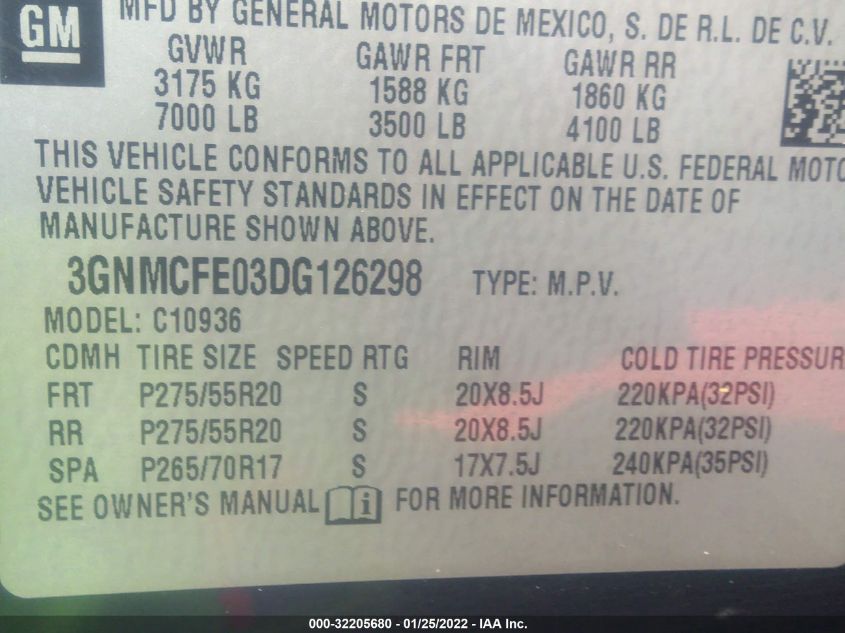 GM
MFD BY GENERAL MOTORS DE MEXICO, S. DE R.L. DE C.V.
GVWR GAWR FRT GAWR RR
3175 KG 1588 KG 1860 KG
7000 LB 3500 LB 4100 LB
THIS VEHICLE CONFORMS TO ALL APPLICABLE U.S. FEDERAL MOTO
VEHICLE SAFETY STANDARDS IN EFFECT ON THE DATE OF
MANUFACTURE SHOWN ABOVE.
3GNMCFE03DG126298 TYPE: M.P.V.
MODEL: C10936
CDMH TIRE SIZE SPEED RTG RIM COLD TIRE PRESSUR
FRT P275/55R20 S 20X8.5J 220KPA(32PSI)
RR P275/55R20 S 20X8.5J 220KPA(32PSI)
SPA P265/70R17 S 17X7.5J 240KPA(35PSI)
SEE OWNER'S MANUAL i FOR MORE INFORMATION.
000-32205680 - 01/25/2022 - IAA Inc.